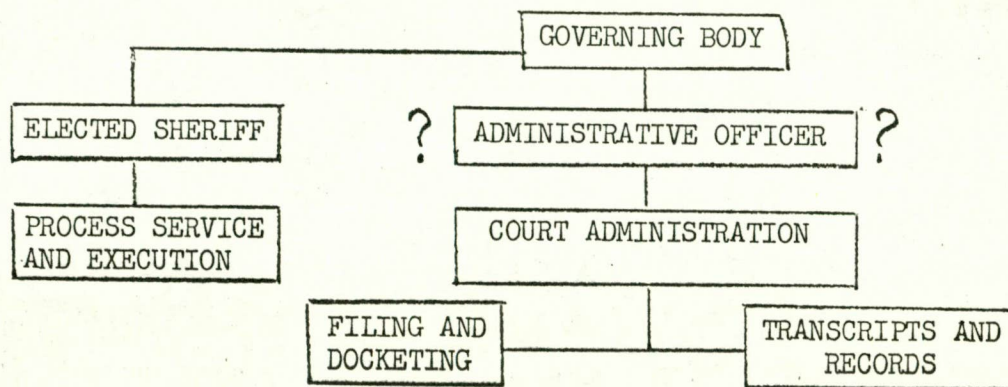 GOVERNING BODY
ELECTED SHERIFF
? ADMINISTRATIVE OFFICER ?
PROCESS SERVICE
AND EXECUTION
COURT ADMINISTRATION
FILING AND
DOCKETING
TRANSCRIPTS AND
RECORDS